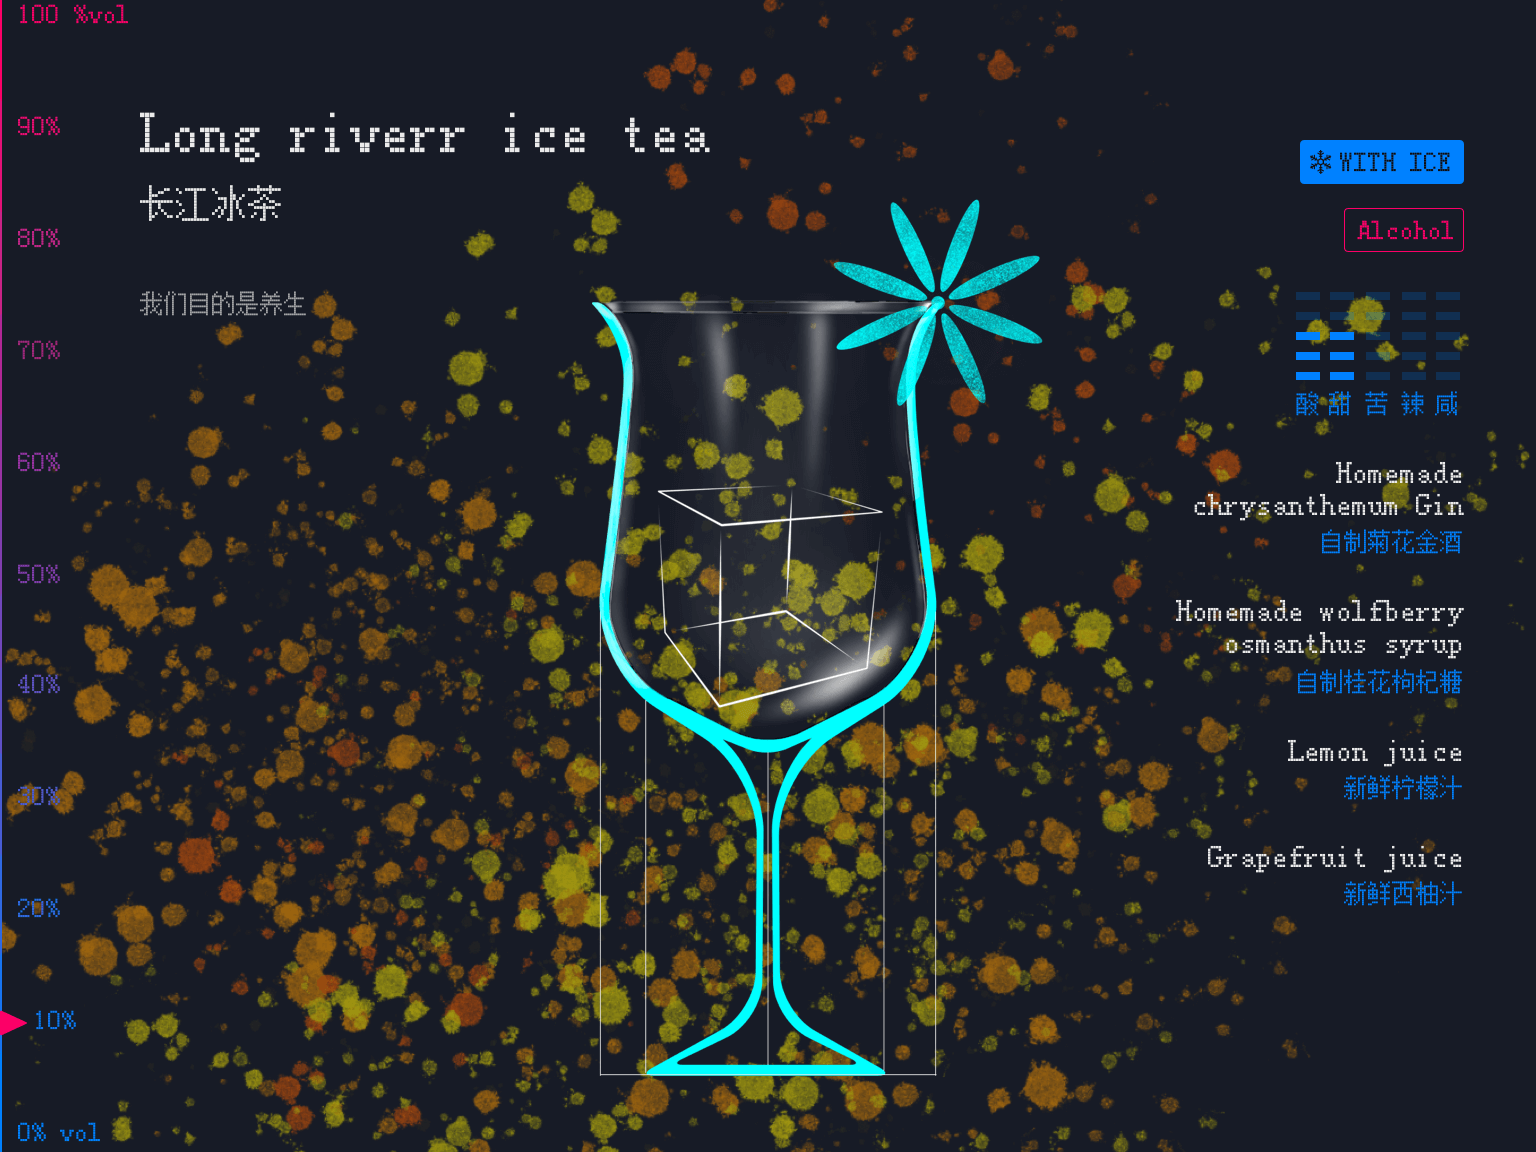 100 %vol
90%
80%
70%
60%
50%
40%
30%
20%
10%
0% vol
Long riverr ice tea
长江冰茶
我们目的是养生
WITH ICE
Alcohol
酸 甜 苦 辣 咸
Homemade
chrysanthemum Gin
自制菊花金酒
Homemade wolfberry
osmanthus syrup
自制桂花枸杞糖
Lemon juice
新鲜柠檬汁
Grapefruit juice
新鲜西柚汁